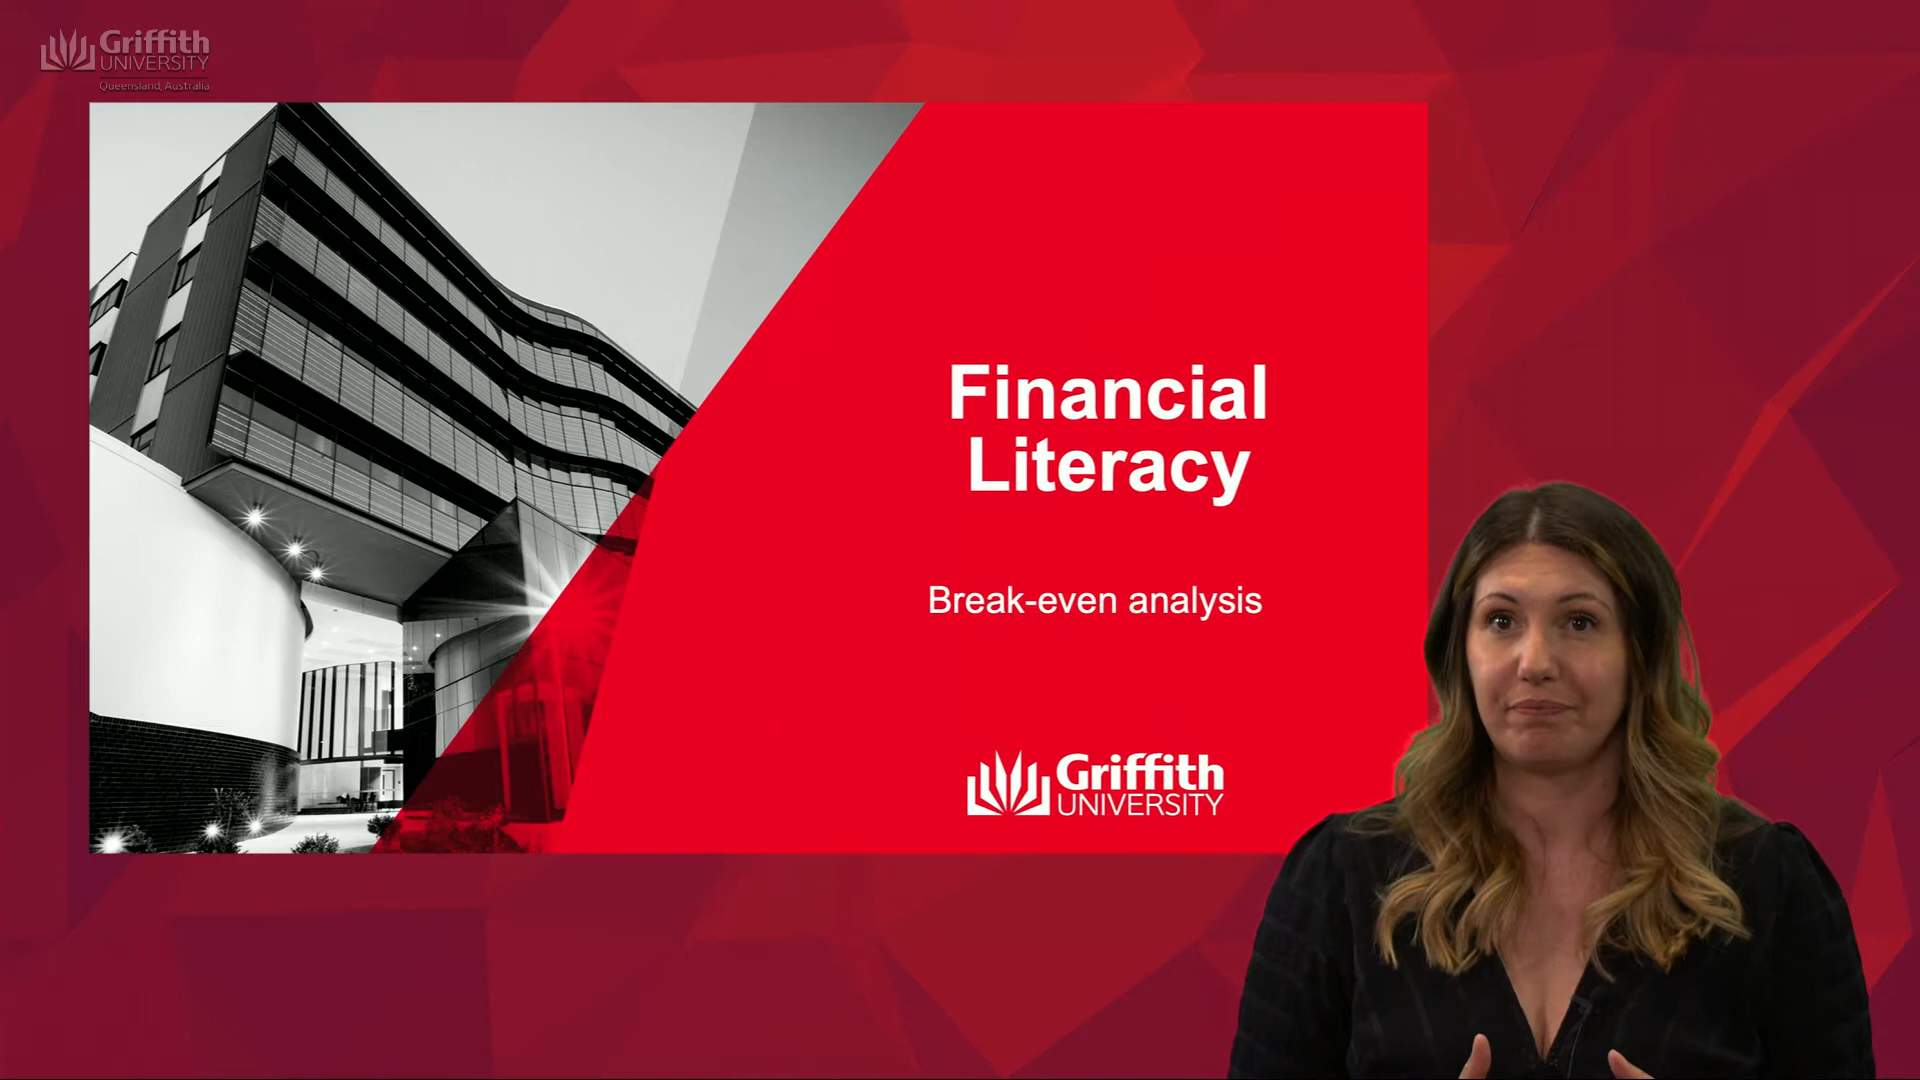 Griffith
UNIVERSITY
Queensland, Australia
Financial
Literacy
Break-even analysis
Griffith
UNIVERSITY